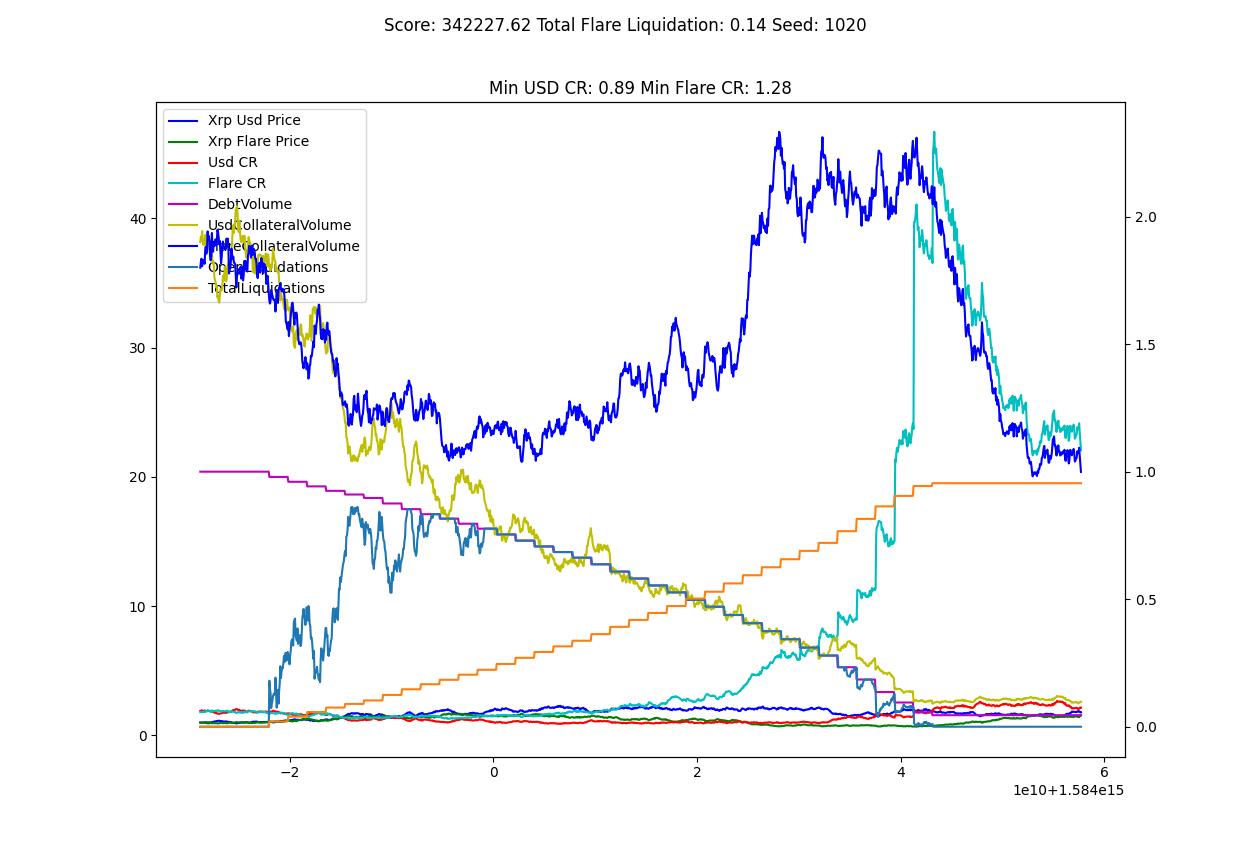 Score: 342227.62 Total Flare Liquidation: 0.14 Seed: 1020
Min USD CR: 0.89 Min Flare CR: 1.28
Xrp Usd Price
Xrp Flare Price
Usd CR
Flare CR
DebtVolume
UsdCollateralVolume
FlareCollateralVolume
OpenLiquidations
TotalLiquidations
40
30
20
10
0
2.0
1.5
1.0
0.5
0.0
−2
0
2
4
6
1e10+1.584e15